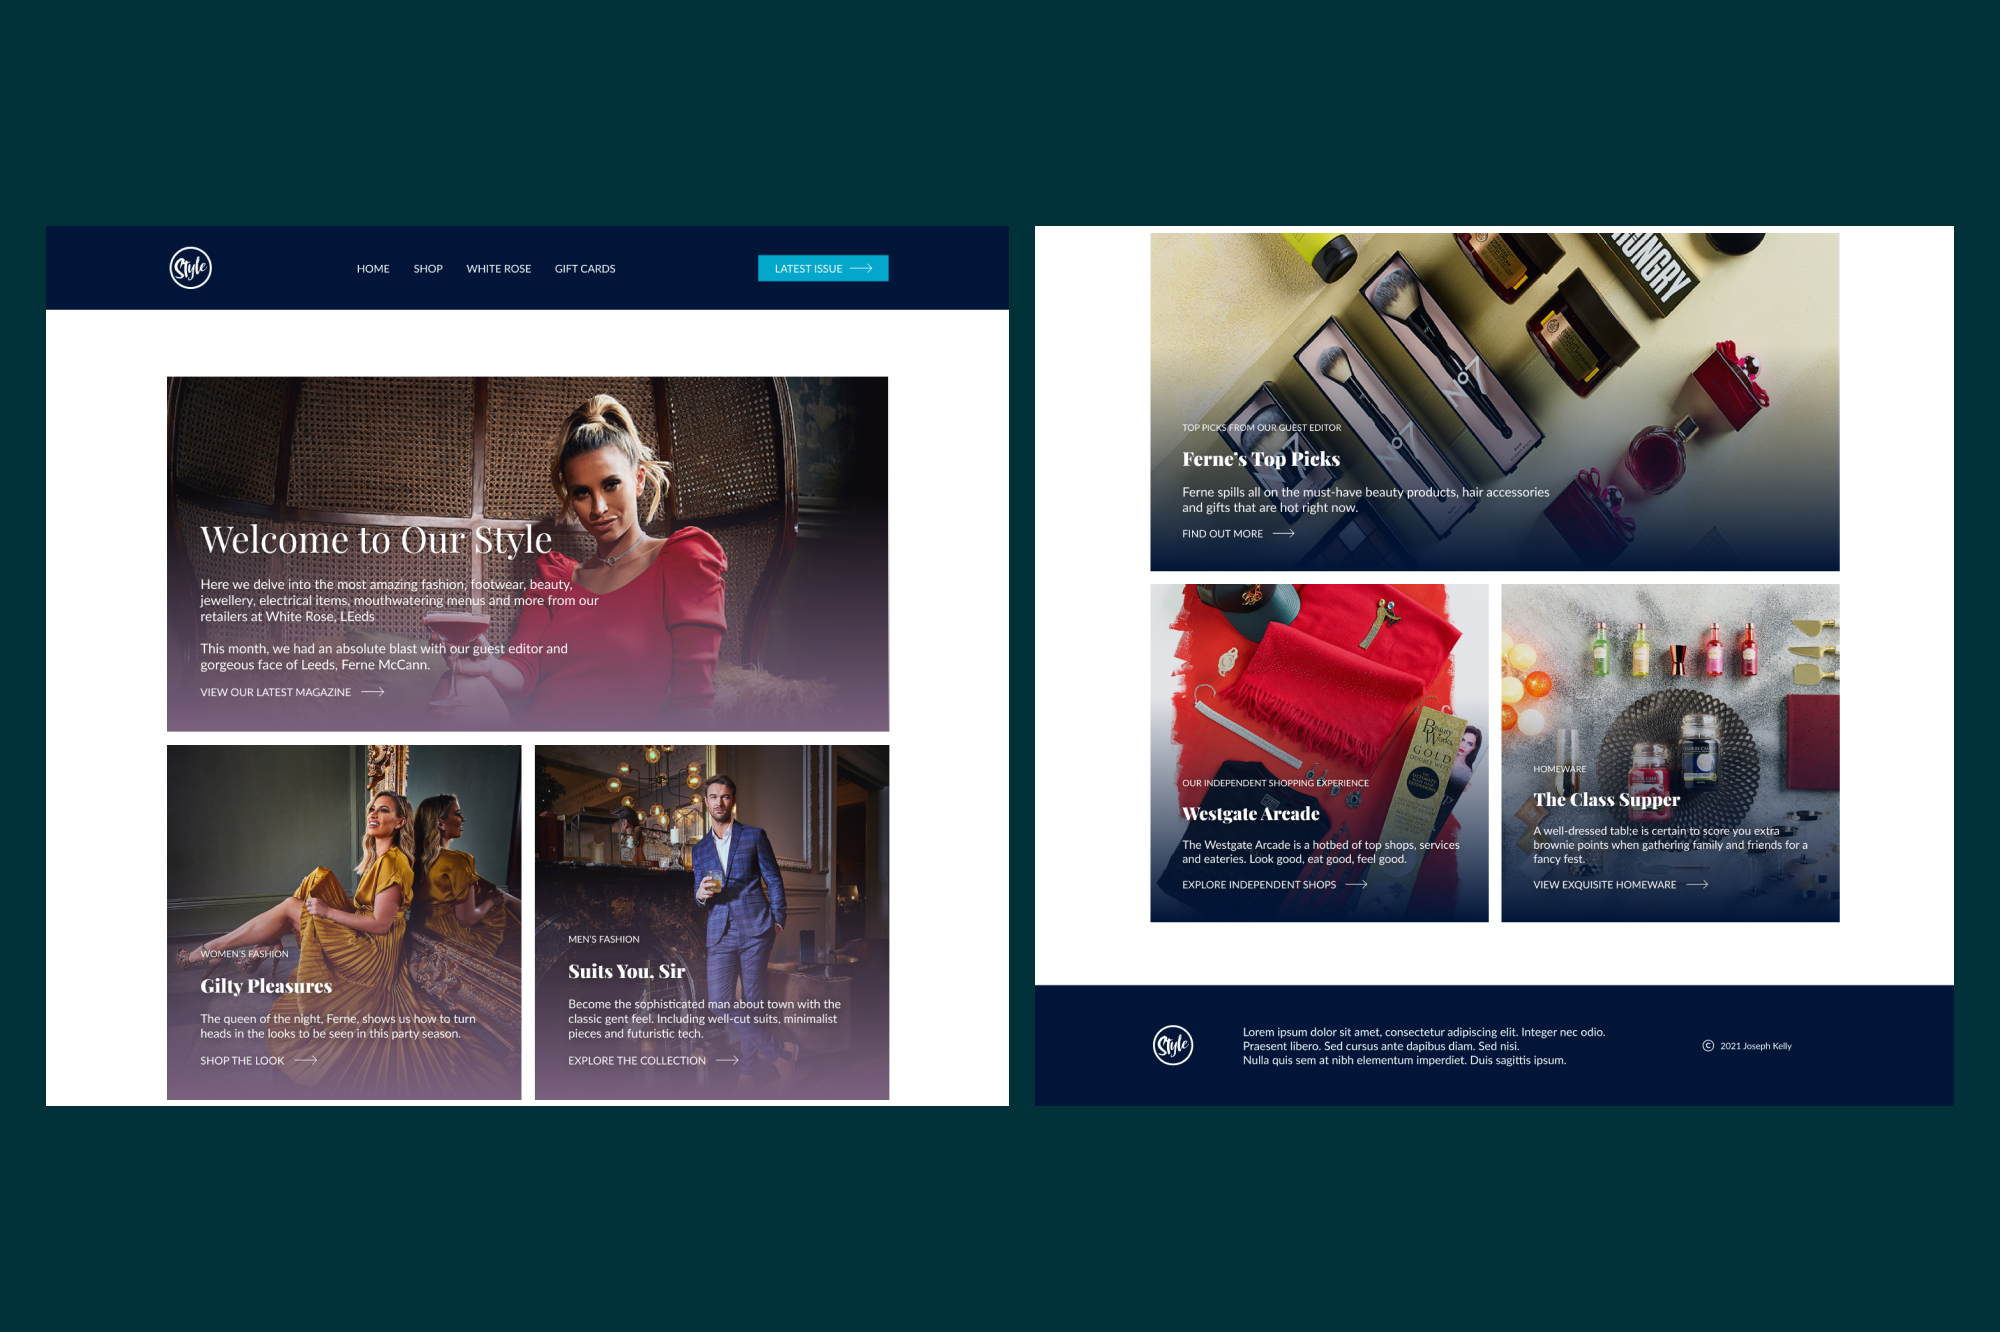 Style
HOME
SHOP
WHITE ROSE
GIFT CARDS
LATEST ISSUE
Welcome to Our Style
Here we delve into the most amazing fashion, footwear, beauty,
jewellery, electrical items, mouthwatering menus and more from our
retailers at White Rose, LEeds
This month, we had an absolute blast with our guest editor and
gorgeous face of Leeds, Ferne McCann.
VIEW OUR LATEST MAGAZINE
WOMEN'S FASHION
Gilty Pleasures
The queen of the night, Ferne, shows us how to turn
heads in the looks to be seen in this party season.
SHOP THE LOOK
MEN'S FASHION
Suits You, Sir
Become the sophisticated man about town with the
classic gent feel. Including well-cut suits, minimalist
pieces and futuristic tech.
EXPLORE THE COLLECTION
HUNGRY
No7
No7
TOP PICKS FROM OUR GUEST EDITOR
Ferne's Top Picks
Ferne spills all on the must-have beauty products, hair accessories
and gifts that are hot right now.
FIND OUT MORE
Beauty
Works
GOLD
DOUBLE WEFT
OUR INDEPENDENT SHOPPING EXPERIENCE
Westgate Arcade
The Westgate Arcade is a hotbed of top shops, services
and eateries. Look good, eat good, feel good.
EXPLORE INDEPENDENT SHOPS
HOMEWARE
The Class Supper
A well-dressed tabl;e is certain to score you extra
brownie points when gathering family and friends for a
fancy fest.
VIEW EXQUISITE HOMEWARE
Style
Lorem ipsum dolor sit amet, consectetur adipiscing elit. Integer nec odio.
Praesent libero. Sed cursus ante dapibus diam. Sed nisi.
Nulla quis sem at nibh elementum imperdiet. Duis sagittis ipsum.
© 2021 Joseph Kelly